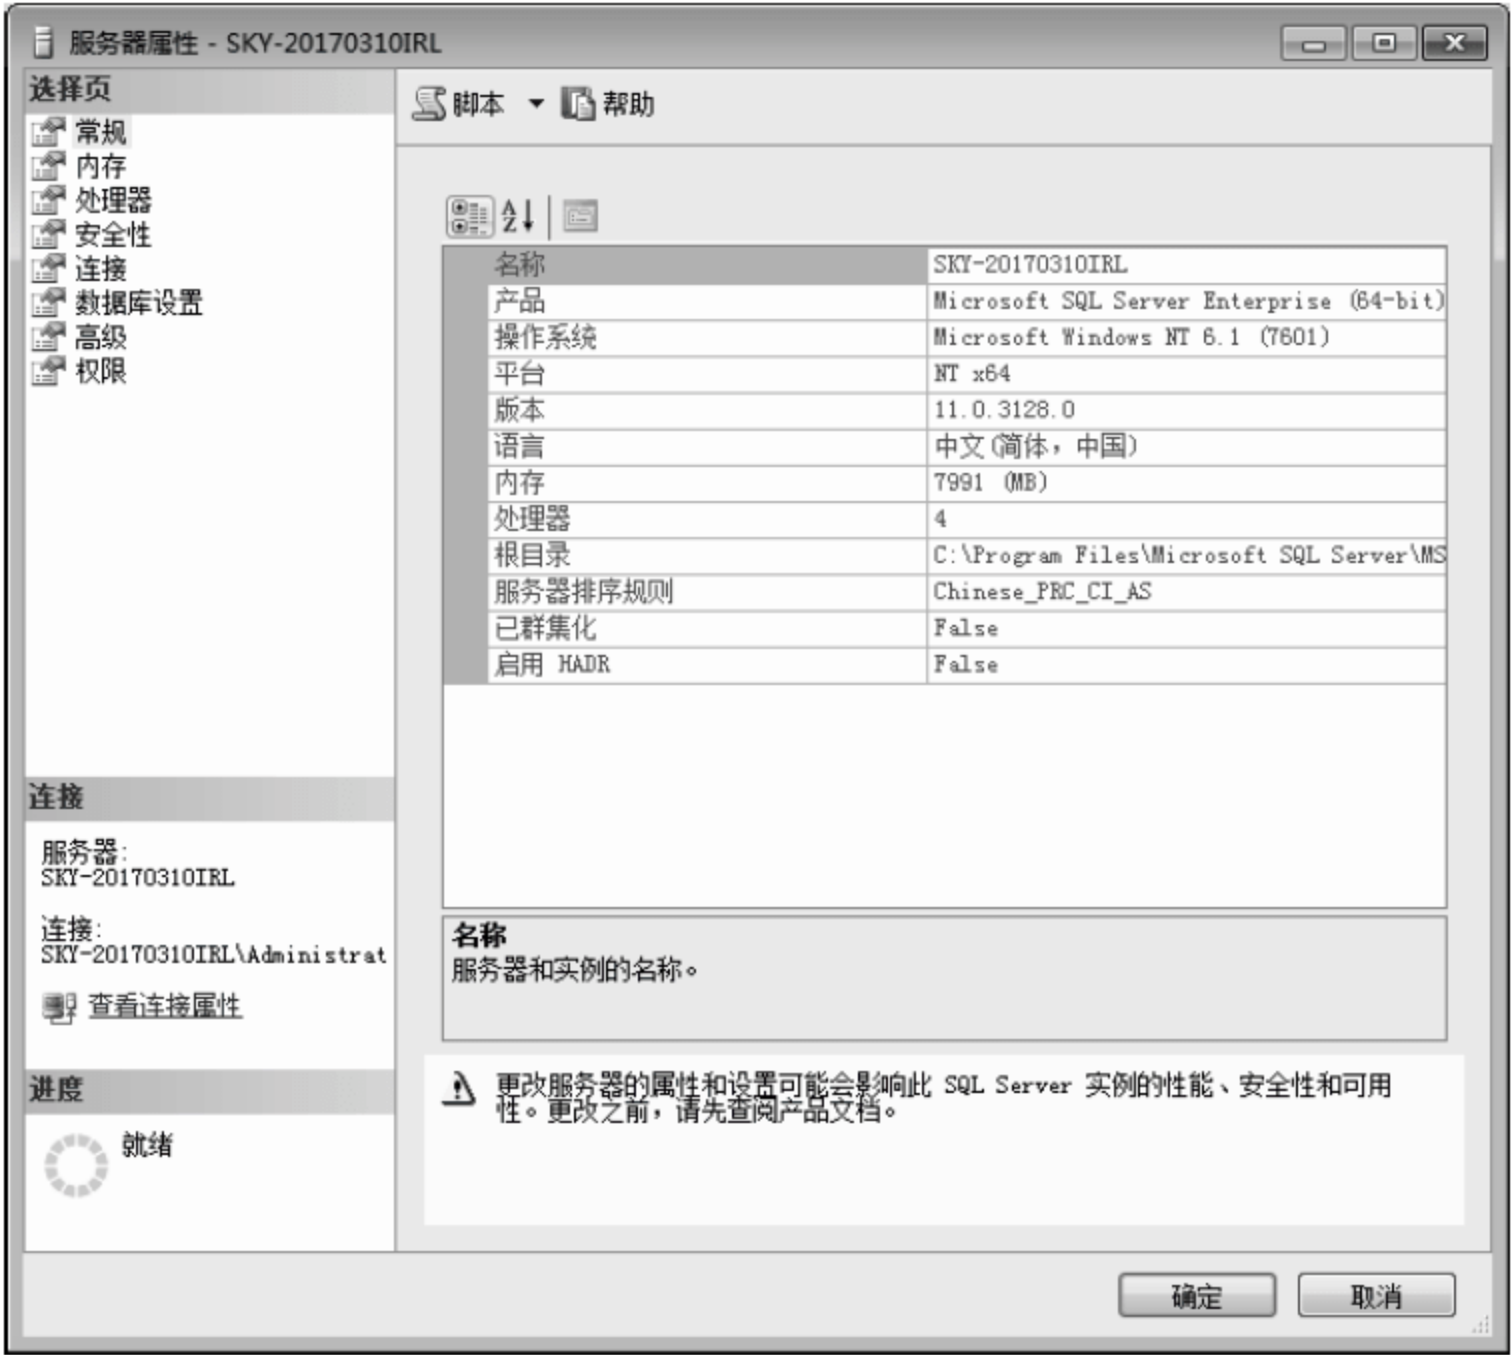 服务器属性 - SKY-20170310IRL
选择页
常规
内存
处理器
安全性
连接
数据库设置
高级
权限
脚本
帮助
名称 SKY-20170310IRL
产品 Microsoft SQL Server Enterprise (64-bit)
操作系统 Microsoft Windows NT 6.1 (7601)
平台 NT x64
版本 11.0.3128.0
语言 中文(简体，中国)
内存 7991 (MB)
处理器 4
根目录 C:\Program Files\Microsoft SQL Server\MS
服务器排序规则 Chinese_PRC_CI_AS
已群集化 False
启用 HADR False
名称
服务器和实例的名称。
更改服务器的属性和设置可能会影响此 SQL Server 实例的性能、安全性和可用
性。更改之前，请先查阅产品文档。
连接
服务器:
SKY-20170310IRL
连接:
SKY-20170310IRL\Administrat
查看连接属性
进度
就绪
确定
取消